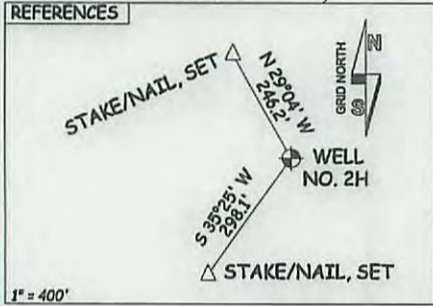 REFERENCES
STAKE/NAIL, SET
N 29°04' W
246.2'
GRID NORTH
N
S
WELL
NO. 2H
S 35°25' W
298.1'
STAKE/NAIL, SET
1" = 400'